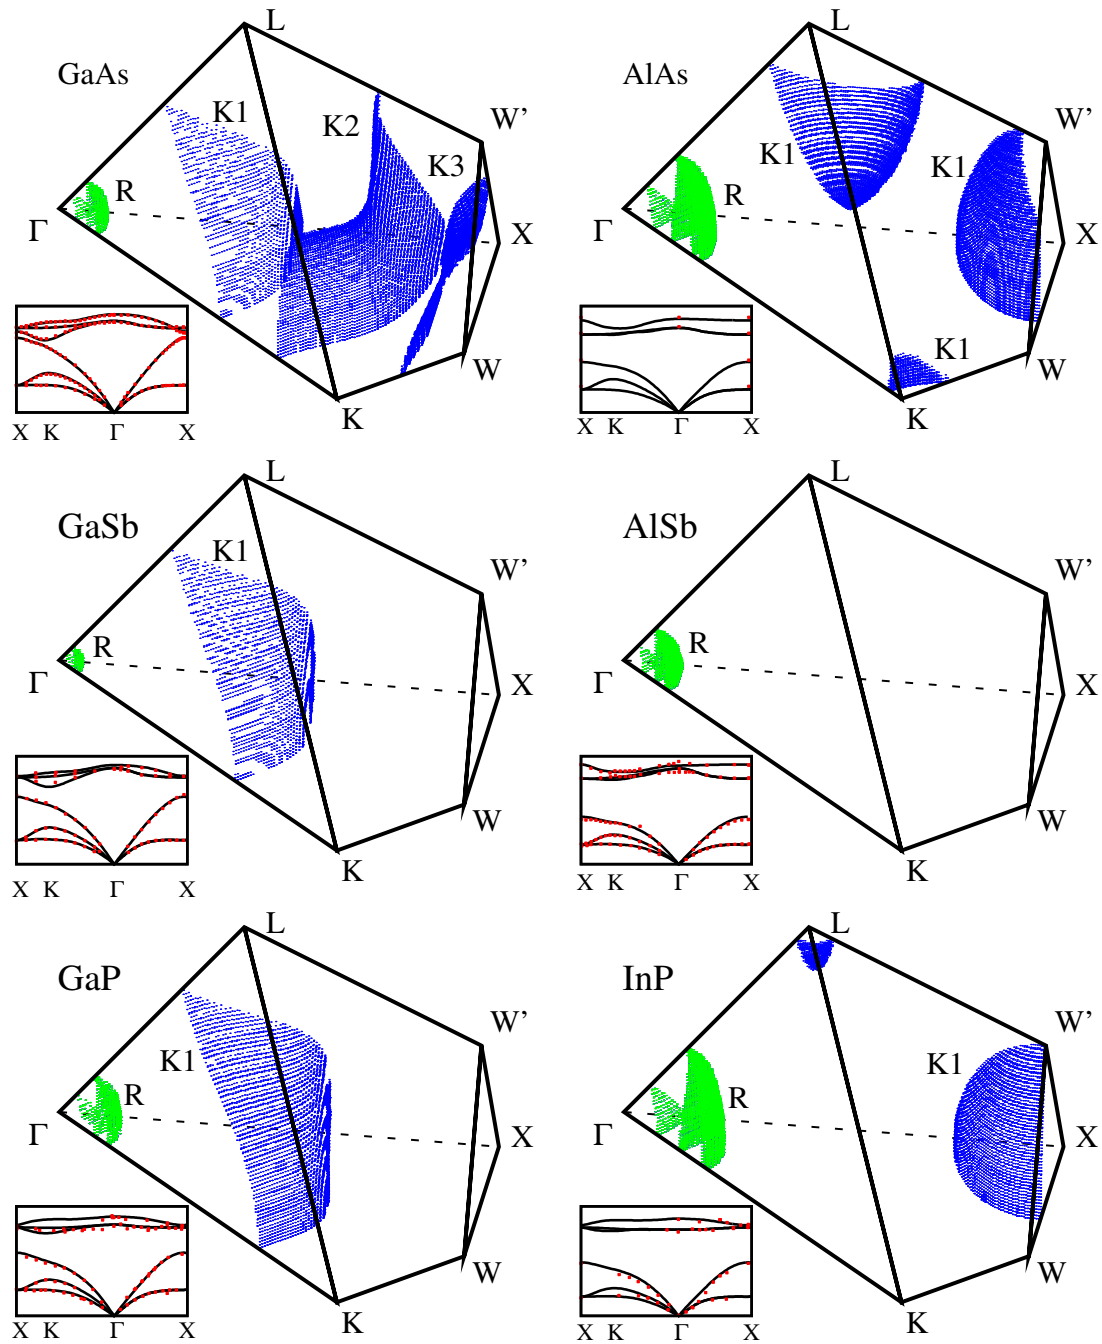 GaAs
L
K1
K2
W'
K3
R
Γ
X
W
K
X K Γ X
AlAs
L
W'
K1
K1
R
Γ
X
K1
W
K
X K Γ X
GaSb
L
K1
W'
R
Γ
X
W
K
X K Γ X
AlSb
L
W'
R
Γ
X
W
K
X K Γ X
GaP
L
W'
K1
R
Γ
X
W
K
X K Γ X
InP
L
W'
K1
R
Γ
X
W
K
X K Γ X